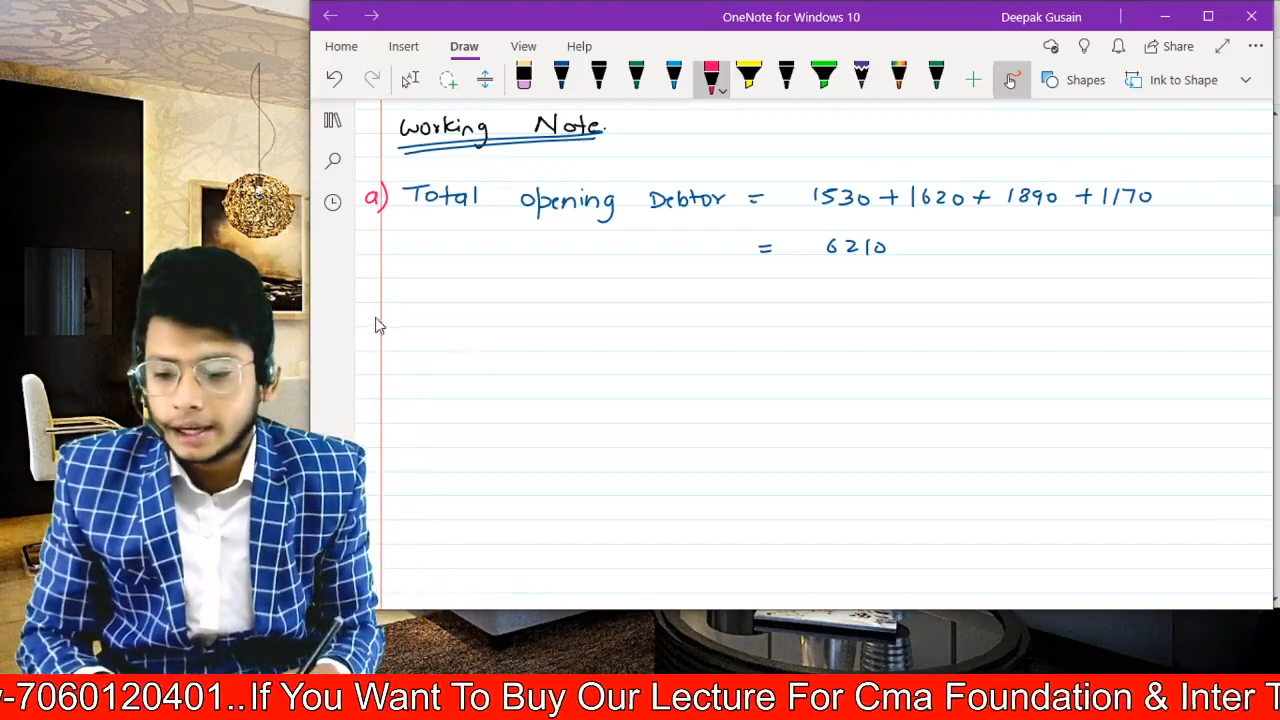 OneNote for Windows 10
Deepak Gusain
Home Insert Draw View Help
Share
Shapes
Ink to Shape
Working Note.
a) Total opening Debtor = 1530 + 1620 + 1890 + 1170
= 6210
y-7060120401..If You Want To Buy Our Lecture For Cma Foundation & Inter T